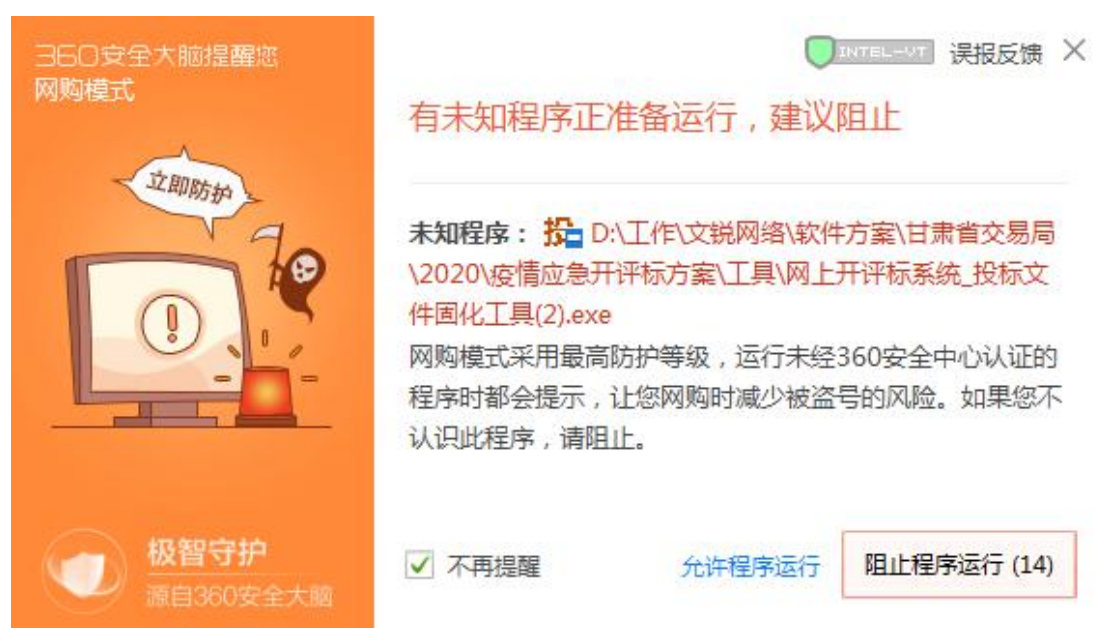 360安全大脑提醒您
网购模式
立即防护
极智守护
源自360安全大脑
INTEL-VT 误报反馈
有未知程序正准备运行，建议阻止
未知程序： 投 D:\工作\文锐网络\软件方案\甘肃省交易局
\2020\疫情应急开评标方案\工具\网上开评标系统_投标文
件固化工具(2).exe
网购模式采用最高防护等级，运行未经360安全中心认证的
程序时都会提示，让您网购时减少被盗号的风险。如果您不
认识此程序，请阻止。
不再提醒 允许程序运行 阻止程序运行 (14)